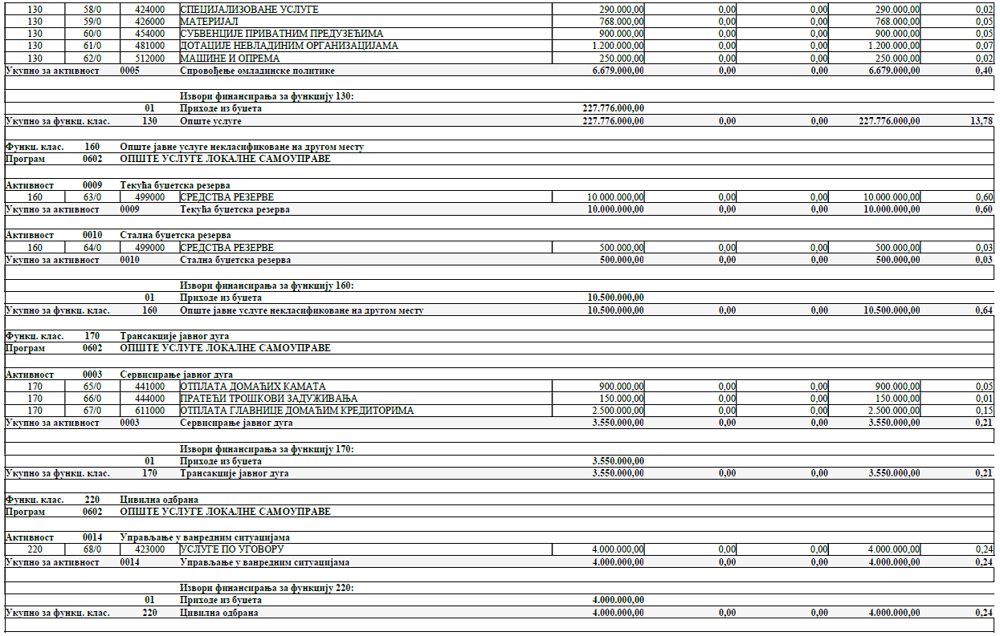 130 58/0 424000 СПЕЦИЈАЛИЗОВАНЕ УСЛУГЕ 290.000,00 0,00 0,00 290.000,00 0,02
130 59/0 426000 МАТЕРИЈАЛ 768.000,00 0,00 0,00 768.000,00 0,05
130 60/0 454000 СУБВЕНЦИЈЕ ПРИВАТНИМ ПРЕДУЗЕЋИМА 900.000,00 0,00 0,00 900.000,00 0,05
130 61/0 481000 ДОТАЦИЈЕ НЕВЛАДИНИМ ОРГАНИЗАЦИЈАМА 1.200.000,00 0,00 0,00 1.200.000,00 0,07
130 62/0 512000 МАШИНЕ И ОПРЕМА 250.000,00 0,00 0,00 250.000,00 0,02
Укупно за активност 0005 Спровођење омладинске политике 6.679.000,00 0,00 0,00 6.679.000,00 0,40
Извори финансирања за функцију 130:
01 Приходе из буџета 227.776.000,00
Укупно за функц. клас. 130 Опште услуге 227.776.000,00 0,00 0,00 227.776.000,00 13,78
Функц. клас. 160 Опште јавне услуге некласификоване на другом месту
Програм 0602 ОПШТЕ УСЛУГЕ ЛОКАЛНЕ САМОУПРАВЕ
Активност 0009 Текућа буџетска резерва
160 63/0 499000 СРЕДСТВА РЕЗЕРВЕ 10.000.000,00 0,00 0,00 10.000.000,00 0,60
Укупно за активност 0009 Текућа буџетска резерва 10.000.000,00 0,00 0,00 10.000.000,00 0,60
Активност 0010 Стална буџетска резерва
160 64/0 499000 СРЕДСТВА РЕЗЕРВЕ 500.000,00 0,00 0,00 500.000,00 0,03
Укупно за активност 0010 Стална буџетска резерва 500.000,00 0,00 0,00 500.000,00 0,03
Извори финансирања за функцију 160:
01 Приходе из буџета 10.500.000,00
Укупно за функц. клас. 160 Опште јавне услуге некласификоване на другом месту 10.500.000,00 0,00 0,00 10.500.000,00 0,64
Функц. клас. 170 Трансакције јавног дуга
Програм 0602 ОПШТЕ УСЛУГЕ ЛОКАЛНЕ САМОУПРАВЕ
Активност 0003 Сервисирање јавног дуга
170 65/0 441000 ОТПЛАТА ДОМАЋИХ КАМАТА 900.000,00 0,00 0,00 900.000,00 0,05
170 66/0 444000 ПРАТЕЋИ ТРОШКОВИ ЗАДУЖИВАЊА 150.000,00 0,00 0,00 150.000,00 0,01
170 67/0 611000 ОТПЛАТА ГЛАВНИЦЕ ДОМАЋИМ КРЕДИТОРИМА 2.500.000,00 0,00 0,00 2.500.000,00 0,15
Укупно за активност 0003 Сервисирање јавног дуга 3.550.000,00 0,00 0,00 3.550.000,00 0,21
Извори финансирања за функцију 170:
01 Приходе из буџета 3.550.000,00
Укупно за функц. клас. 170 Трансакције јавног дуга 3.550.000,00 0,00 0,00 3.550.000,00 0,21
Функц. клас. 220 Цивилна одбрана
Програм 0602 ОПШТЕ УСЛУГЕ ЛОКАЛНЕ САМОУПРАВЕ
Активност 0014 Управљање у ванредним ситуацијама
220 68/0 423000 УСЛУГЕ ПО УГОВОРУ 4.000.000,00 0,00 0,00 4.000.000,00 0,24
Укупно за активност 0014 Управљање у ванредним ситуацијама 4.000.000,00 0,00 0,00 4.000.000,00 0,24
Извори финансирања за функцију 220:
01 Приходе из буџета 4.000.000,00
Укупно за функц. клас. 220 Цивилна одбрана 4.000.000,00 0,00 0,00 4.000.000,00 0,24